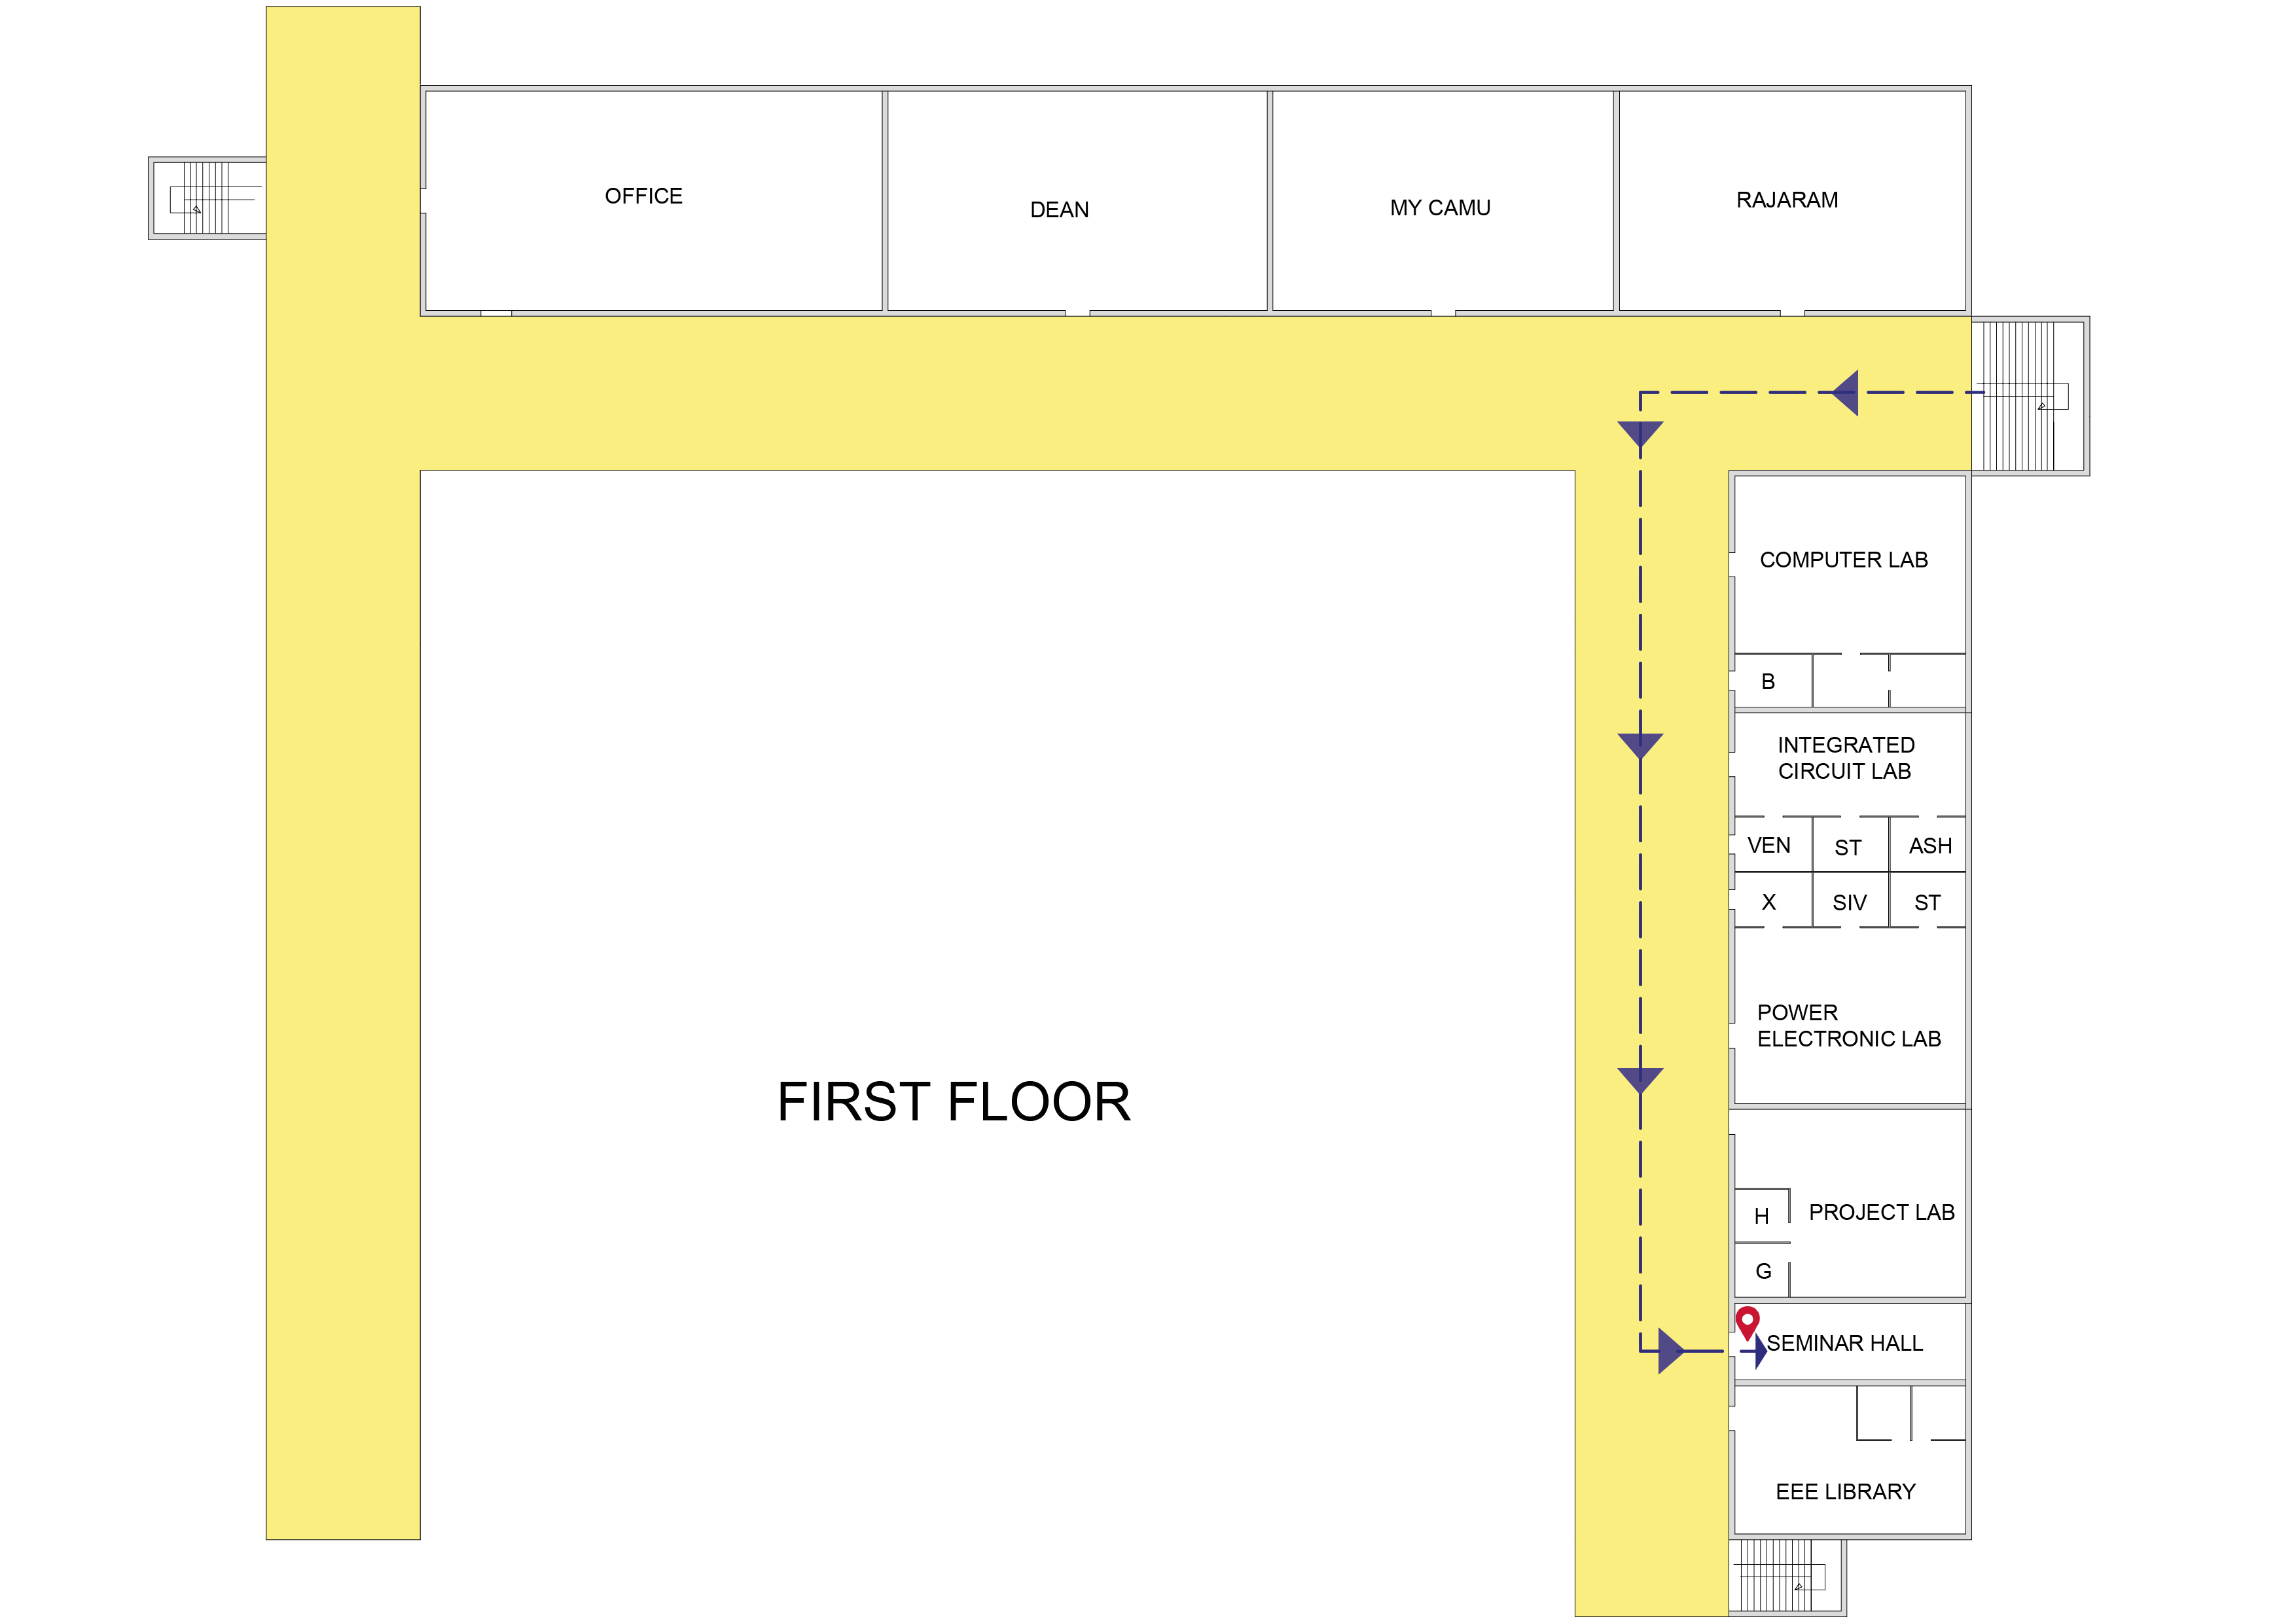 OFFICE
DEAN
MY CAMU
RAJARAM
COMPUTER LAB
B
INTEGRATED
CIRCUIT LAB
VEN
ST
ASH
X
SIV
ST
POWER
ELECTRONIC LAB
FIRST FLOOR
H
PROJECT LAB
G
SEMINAR HALL
EEE LIBRARY